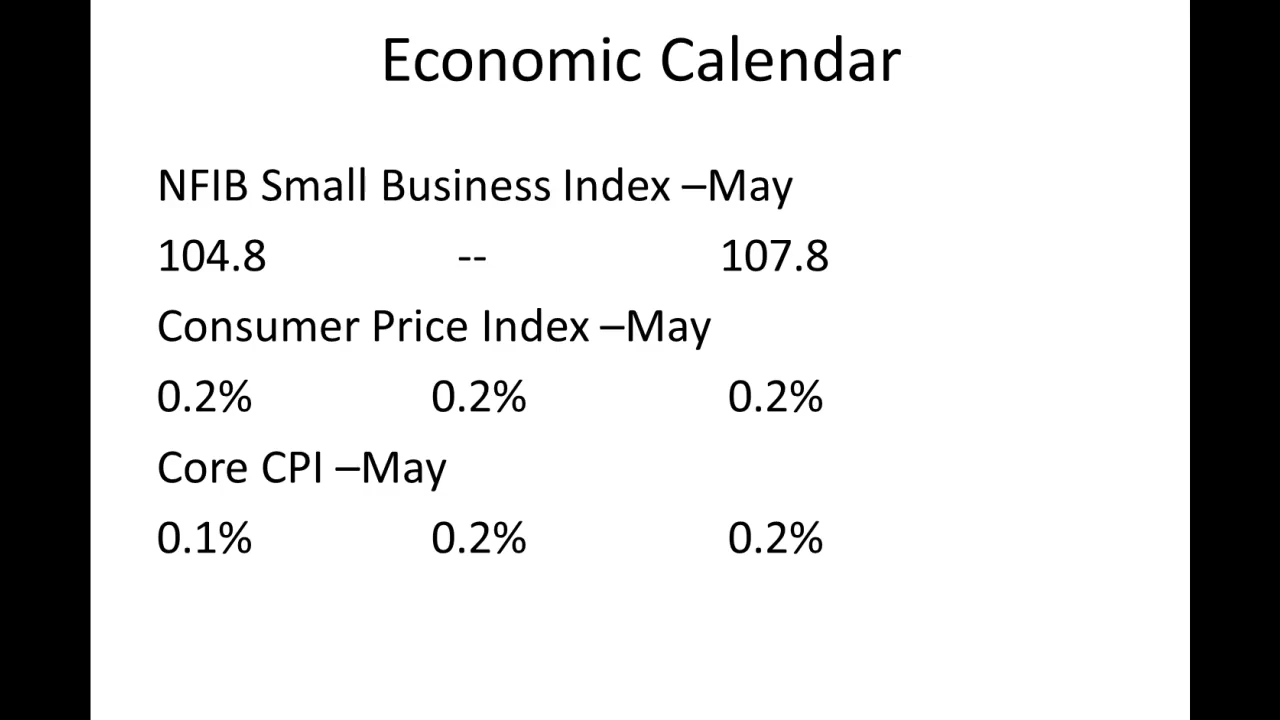 Economic Calendar
NFIB Small Business Index –May
104.8 -- 107.8
Consumer Price Index –May
0.2% 0.2% 0.2%
Core CPI –May
0.1% 0.2% 0.2%